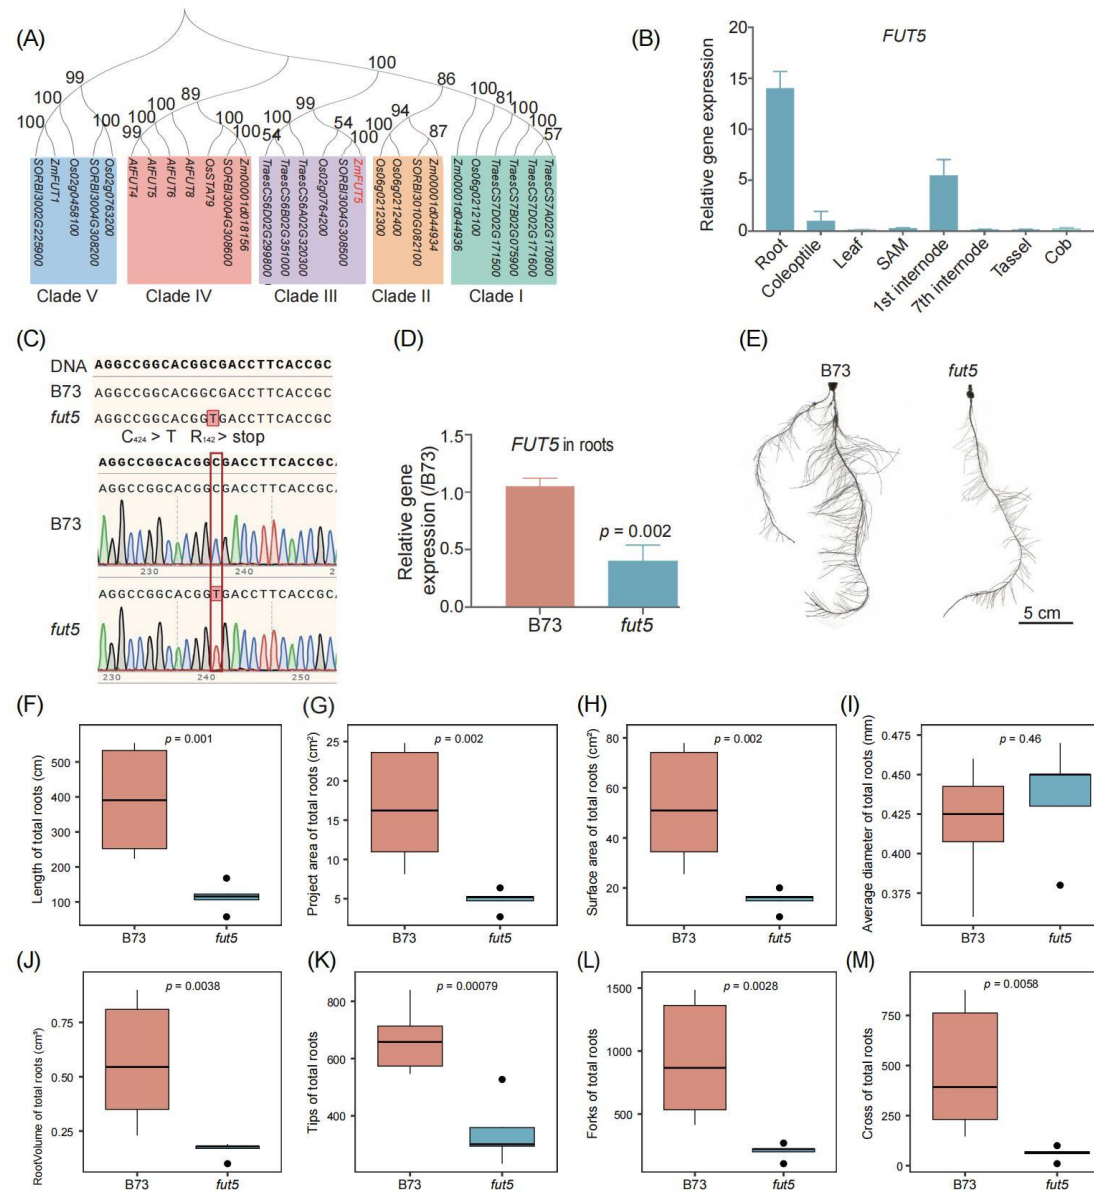 (A)
100
99
86
100
89
99
100
81
100
100
100
100
54
94
100
100
100
99
100
54
100
87
57
SORBI3002G225900
ZmFUT1
Os02g0458100
SORBI3004G308200
Os02g0763200
AtFUT4
AtFUT5
AtFUT6
AtFUT8
OsSTA79
SORBI3004G308600
Zm00001d018156
TraesCS6D02G299800
TraesCS6B02G351000
TraesCS6A02G320300
Os02g0764200
SORBI3004G308500
ZmFUT5
Os06g0212300
Os06g0212400
SORBI3010G082100
Zm00001d044934
Zm00001d044936
Os06g0212100
TraesCS7D02G171500
TraesCS7B02G075900
TraesCS7D02G171600
TraesCS7A02G170800
Clade V
Clade IV
Clade III
Clade II
Clade I
(B)
FUT5
Relative gene expression
20
15
10
5
0
Root
Coleoptile
Leaf
SAM
1st internode
7th internode
Tassel
Cob
(C)
DNA AGGCCGGCACGGCGACCTTCACCGC
B73 AGGCCGGCACGGCGACCTTCACCGC
fut5 AGGCCGGCACGGTGACCTTCACCGC
C424 > T R142 > stop
AGGCCGGCACGGCGACCTTCACCGC
AGGCCGGCACGGCGACCTTCACCGC
B73
230 240 2
AGGCCGGCACGGTGACCTTCACCGC
fut5
230 240 250
(D)
FUT5 in roots
Relative gene
expression (/B73)
1.5
1.0
0.5
0.0
p = 0.002
B73 fut5
(E)
B73 fut5
5 cm
(F)
p = 0.001
Length of total roots (cm)
500
400
300
200
100
B73 fut5
(G)
p = 0.002
Project area of total roots (cm²)
25
20
15
10
5
B73 fut5
(H)
p = 0.002
Surface area of total roots (cm²)
80
60
40
20
B73 fut5
(I)
p = 0.46
Average diameter of total roots (mm)
0.475
0.450
0.425
0.400
0.375
B73 fut5
(J)
p = 0.0038
RootVolume of total roots (cm³)
0.75
0.50
0.25
B73 fut5
(K)
p = 0.00079
Tips of total roots
800
600
400
B73 fut5
(L)
p = 0.0028
Forks of total roots
1500
1000
500
B73 fut5
(M)
p = 0.0058
Cross of total roots
750
500
250
0
B73 fut5